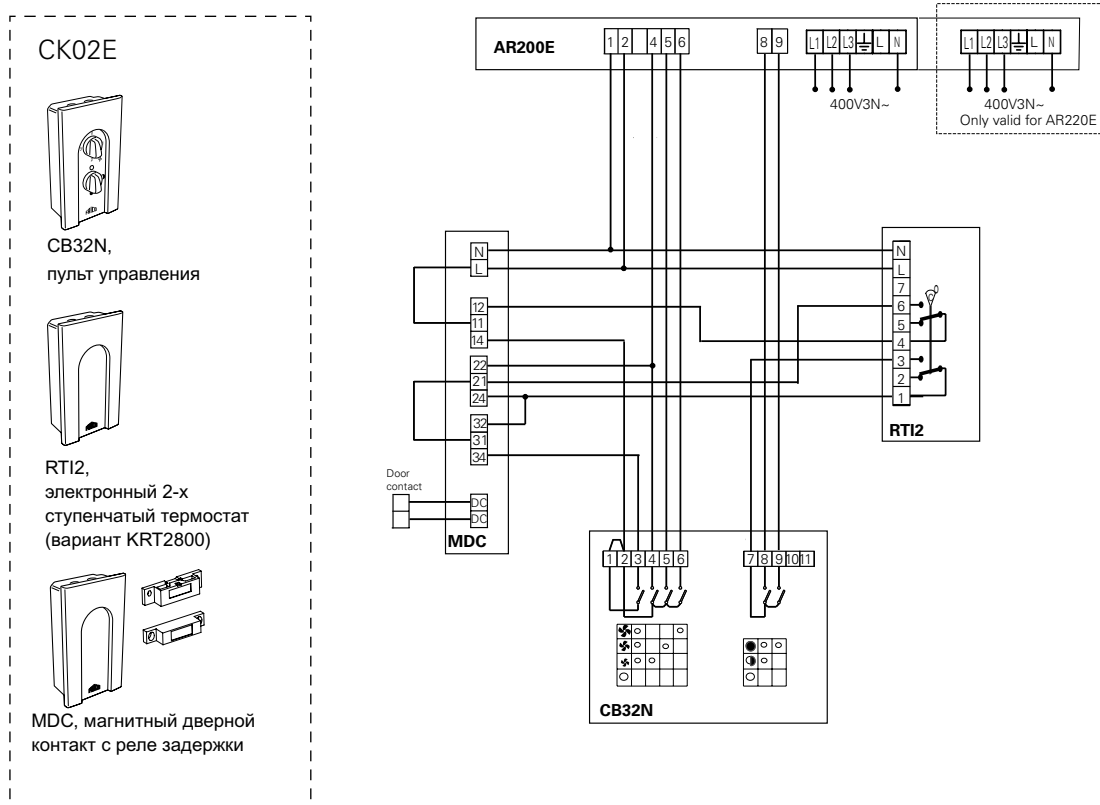 CK02E
CB32N,
пульт управления
RTI2,
электронный 2-х
ступенчатый термостат
(вариант KRT2800)
MDC, магнитный дверной
контакт с реле задержки
AR200E
1 2 4 5 6
8 9
L1 L2 L3 L N
400V3N~
L1 L2 L3 L N
400V3N~
Only valid for AR220E
N
L
12
11
14
22
21
24
32
31
34
DC
DC
MDC
Door
contact
N
L
7
6
5
4
3
2
1
RTI2
1 2 3 4 5 6
7 8 9 10 11
CB32N